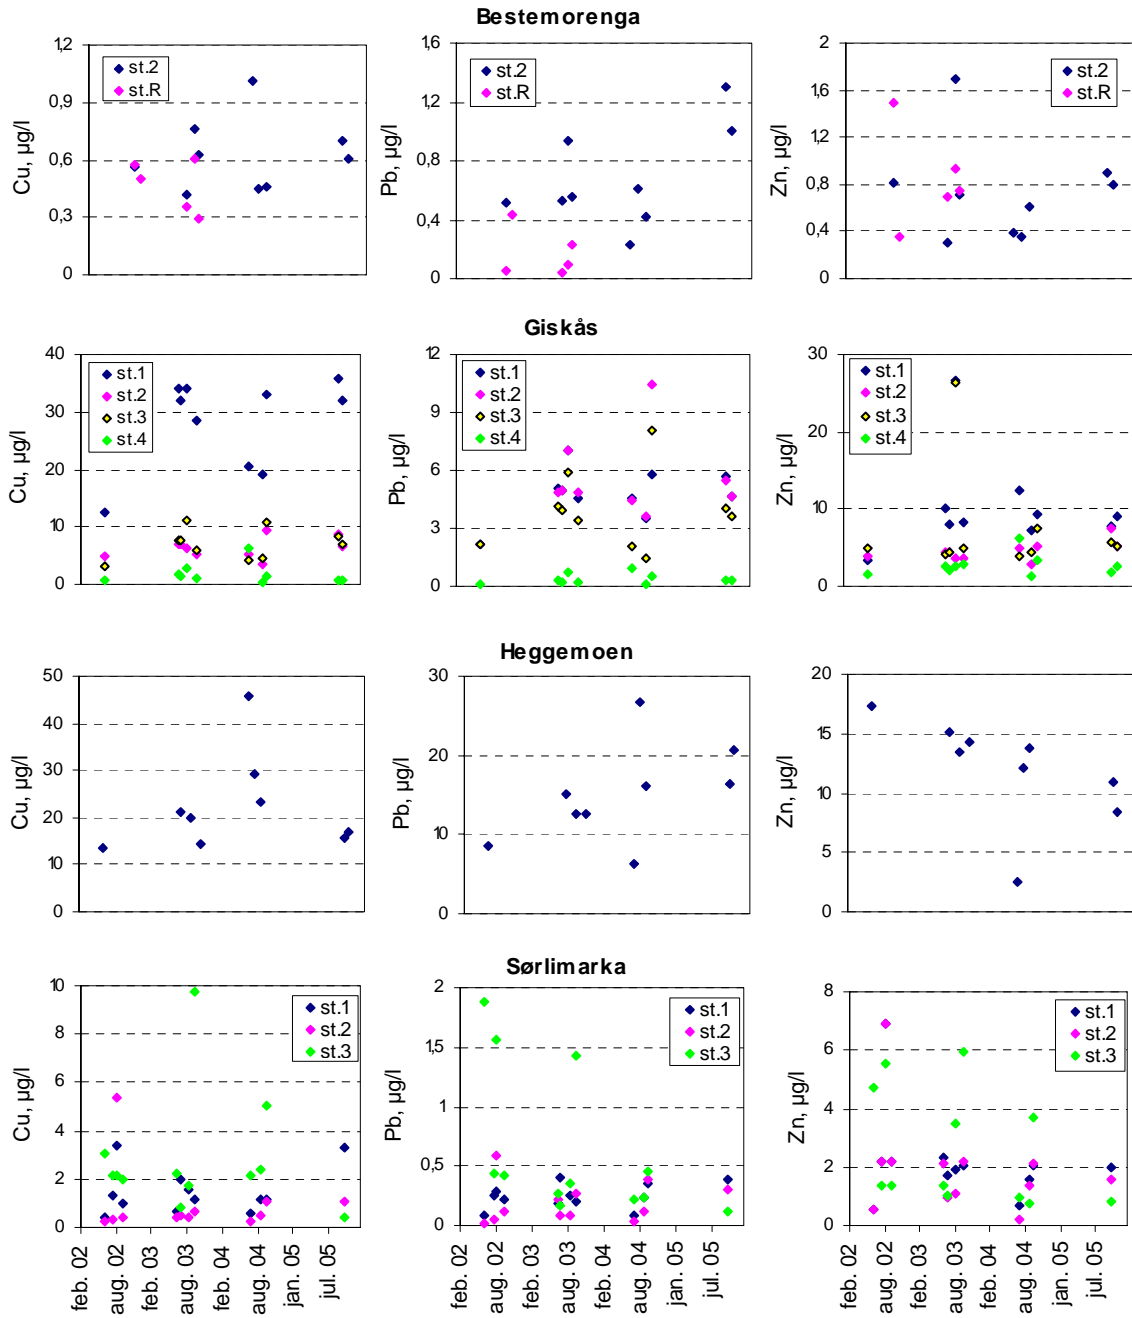 Bestemorenga
Cu, µg/l
1,2
0,9
0,6
0,3
0
st.2
st.R
Pb, µg/l
1,6
1,2
0,8
0,4
0
st.2
st.R
Zn, µg/l
2
1,6
1,2
0,8
0,4
0
st.2
st.R
Giskås
Cu, µg/l
40
30
20
10
0
st.1
st.2
st.3
st.4
Pb, µg/l
12
9
6
3
0
st.1
st.2
st.3
st.4
Zn, µg/l
30
20
10
0
st.1
st.2
st.3
st.4
Heggemoen
Cu, µg/l
50
40
30
20
10
0
Pb, µg/l
30
20
10
0
Zn, µg/l
20
15
10
5
0
Sørlimarka
Cu, µg/l
10
8
6
4
2
0
st.1
st.2
st.3
feb. 02
aug. 02
feb. 03
aug. 03
feb. 04
aug. 04
jan. 05
jul. 05
Pb, µg/l
2
1,5
1
0,5
0
st.1
st.2
st.3
feb. 02
aug. 02
feb. 03
aug. 03
feb. 04
aug. 04
jan. 05
jul. 05
Zn, µg/l
8
6
4
2
0
st.1
st.2
st.3
feb. 02
aug. 02
feb. 03
aug. 03
feb. 04
aug. 04
jan. 05
jul. 05